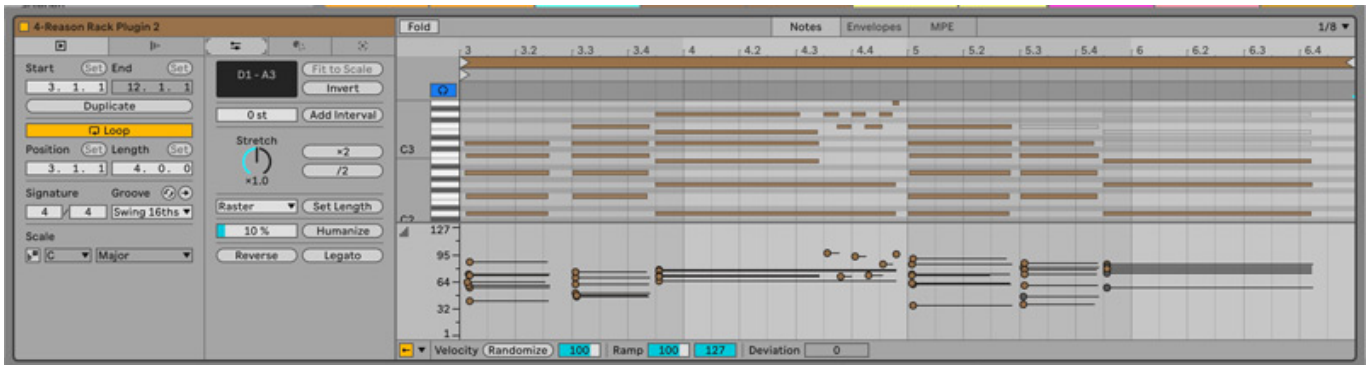 4-Reason Rack Plugin 2
Fold
Notes Envelopes MPE
1/8
3 3.2 3.3 3.4 4 4.2 4.3 4.4 5 5.2 5.3 5.4 6 6.2 6.3 6.4
Start Set End Set
3. 1. 1 12. 1. 1
Duplicate
Loop
Position Set Length Set
3. 1. 1 4. 0. 0
Signature Groove
4 / 4 Swing 16ths
Scale
C Major
D1 - A3
Fit to Scale
Invert
0 st Add Interval
Stretch
×2
/2
×1.0
Raster Set Length
10 % Humanize
Reverse Legato
C3
C2
127
95
64
32
1
Velocity Randomize 100 Ramp 100 127 Deviation 0